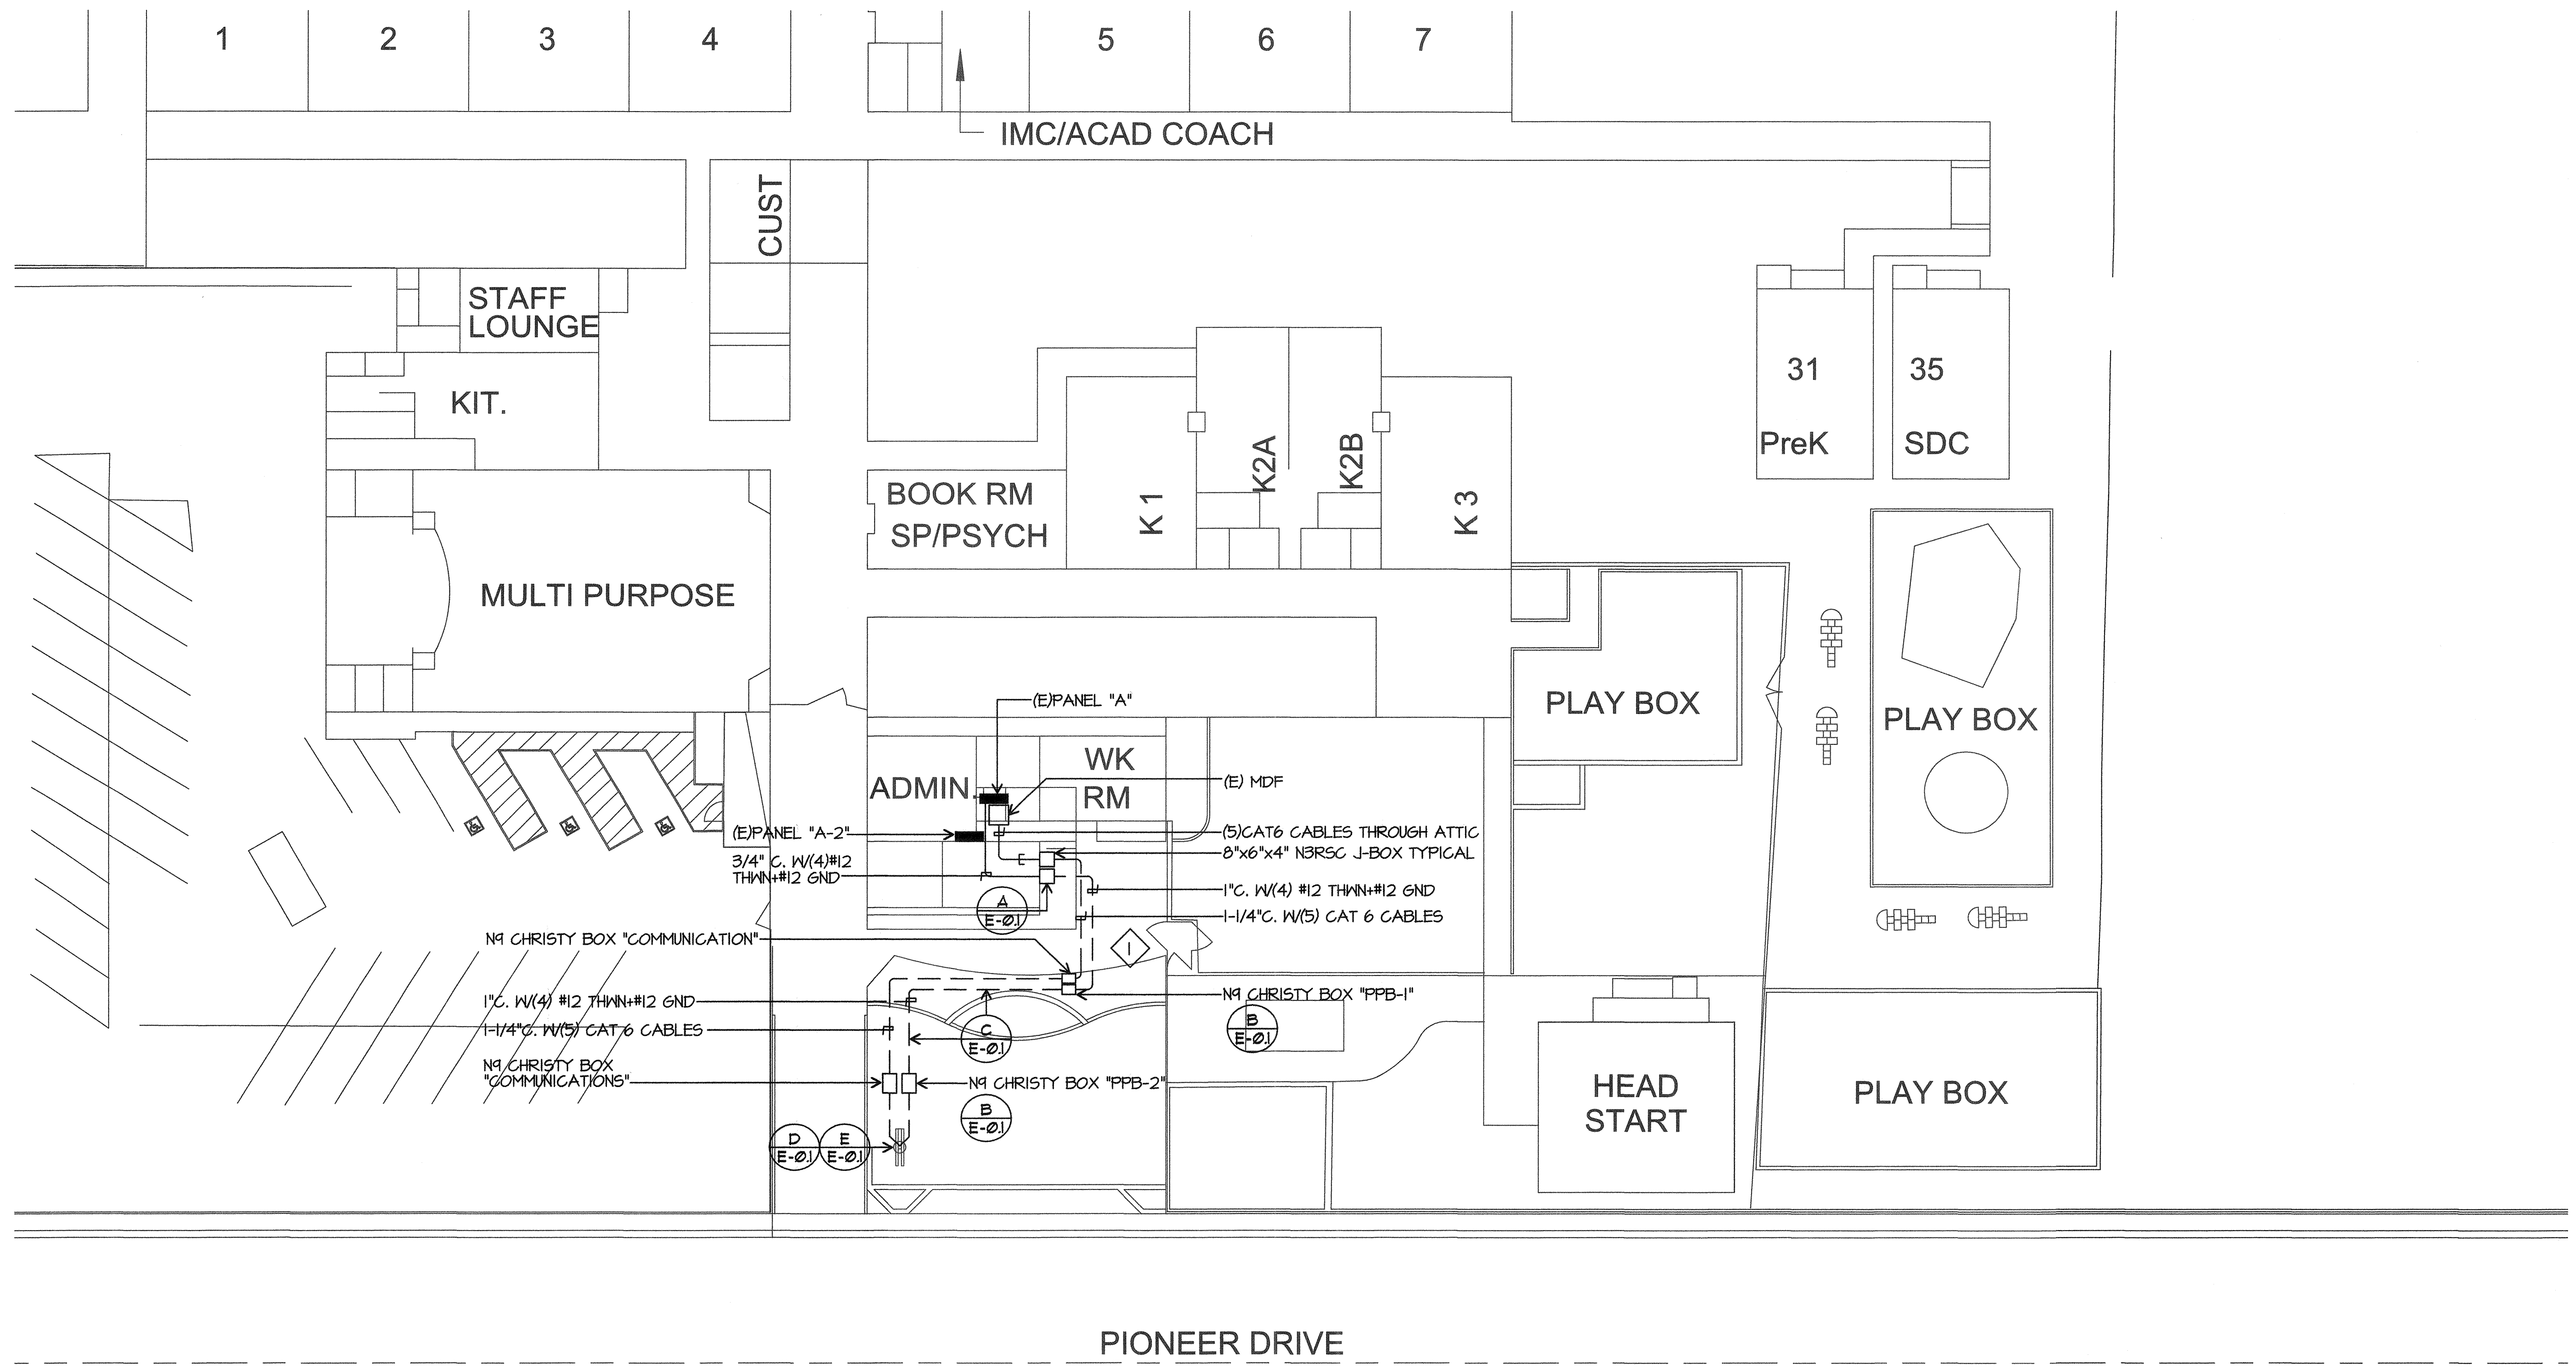 1
2
3
4
5
6
7
IMC/ACAD COACH
CUST
STAFF
LOUNGE
KIT.
31
PreK
35
SDC
K2A
K2B
K 1
K 3
BOOK RM
SP/PSYCH
MULTI PURPOSE
PLAY BOX
PLAY BOX
(E)PANEL "A"
WK
RM
ADMIN.
(E) MDF
(E)PANEL "A-2"
(5)CAT6 CABLES THROUGH ATTIC
8"x6"x4" N3RSC J-BOX TYPICAL
3/4" C. W/(4)#12
THWN+#12 GND
1"C. W/(4) #12 THWN+#12 GND
A
E-0.1
1-1/4"C. W/(5) CAT 6 CABLES
N9 CHRISTY BOX "COMMUNICATION"
1
N9 CHRISTY BOX "PPB-1"
1"C. W/(4) #12 THWN+#12 GND
1-1/4"C. W/(5) CAT 6 CABLES
C
E-0.1
B
E-0.1
N9 CHRISTY BOX
"COMMUNICATIONS"
N9 CHRISTY BOX "PPB-2"
B
E-0.1
HEAD
START
PLAY BOX
D
E-0.1
E
E-0.1
PIONEER DRIVE